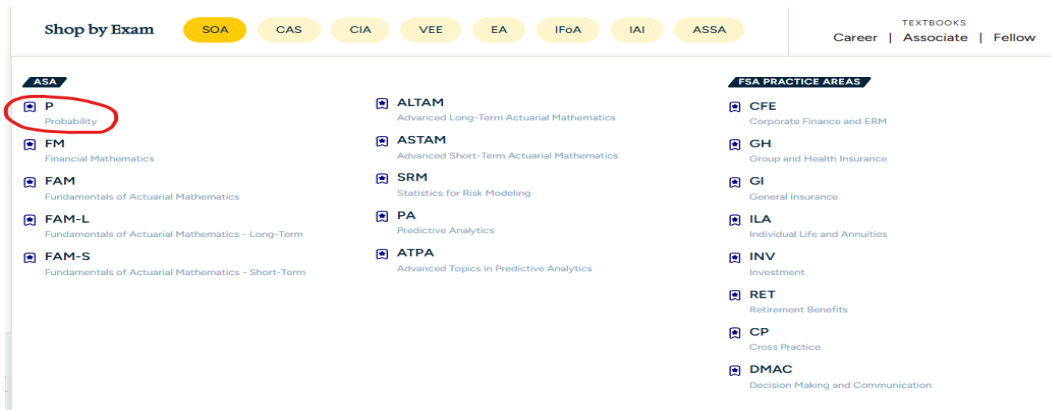 Shop by Exam SOA CAS CIA VEE EA IFoA IAI ASSA
TEXTBOOKS
Career | Associate | Fellow
ASA
P
Probability
FM
Financial Mathematics
FAM
Fundamentals of Actuarial Mathematics
FAM-L
Fundamentals of Actuarial Mathematics - Long-Term
FAM-S
Fundamentals of Actuarial Mathematics - Short-Term
ALTAM
Advanced Long-Term Actuarial Mathematics
ASTAM
Advanced Short-Term Actuarial Mathematics
SRM
Statistics for Risk Modeling
PA
Predictive Analytics
ATPA
Advanced Topics in Predictive Analytics
FSA PRACTICE AREAS
CFE
Corporate Finance and ERM
GH
Group and Health Insurance
GI
General Insurance
ILA
Individual Life and Annuities
INV
Investment
RET
Retirement Benefits
CP
Cross Practice
DMAC
Decision Making and Communication